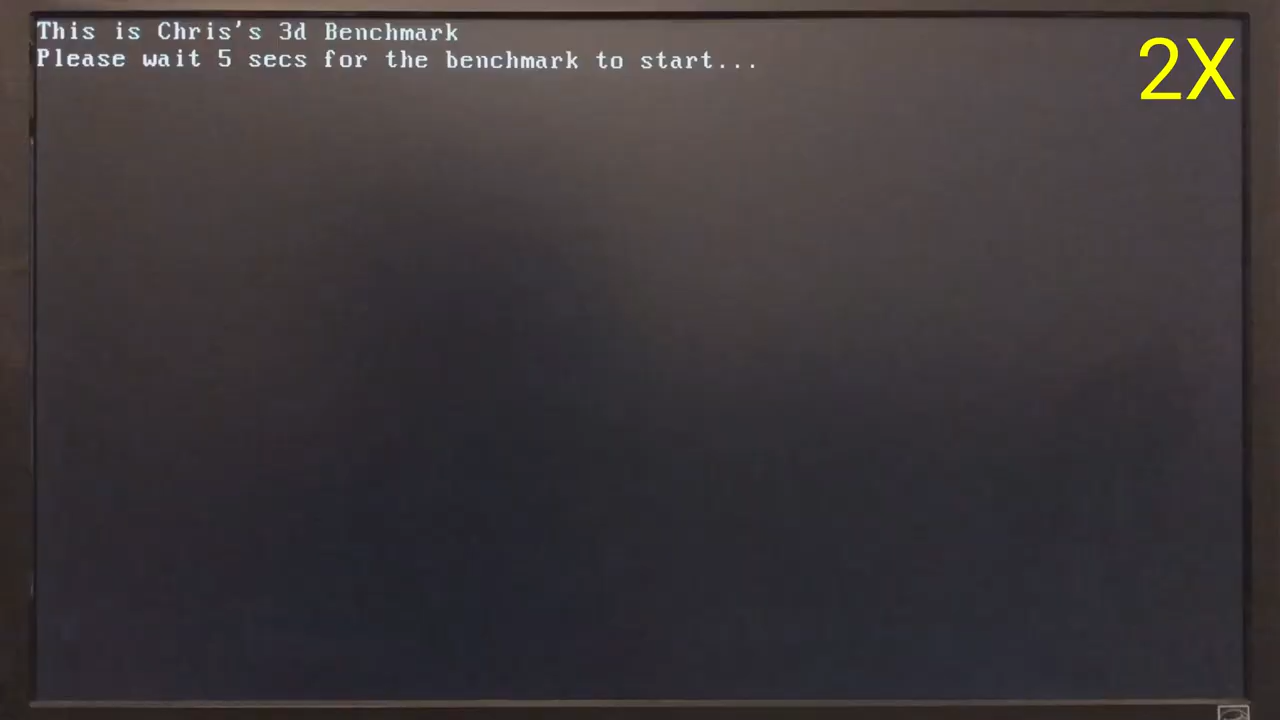 This is Chris's 3d Benchmark
Please wait 5 secs for the benchmark to start...
2X